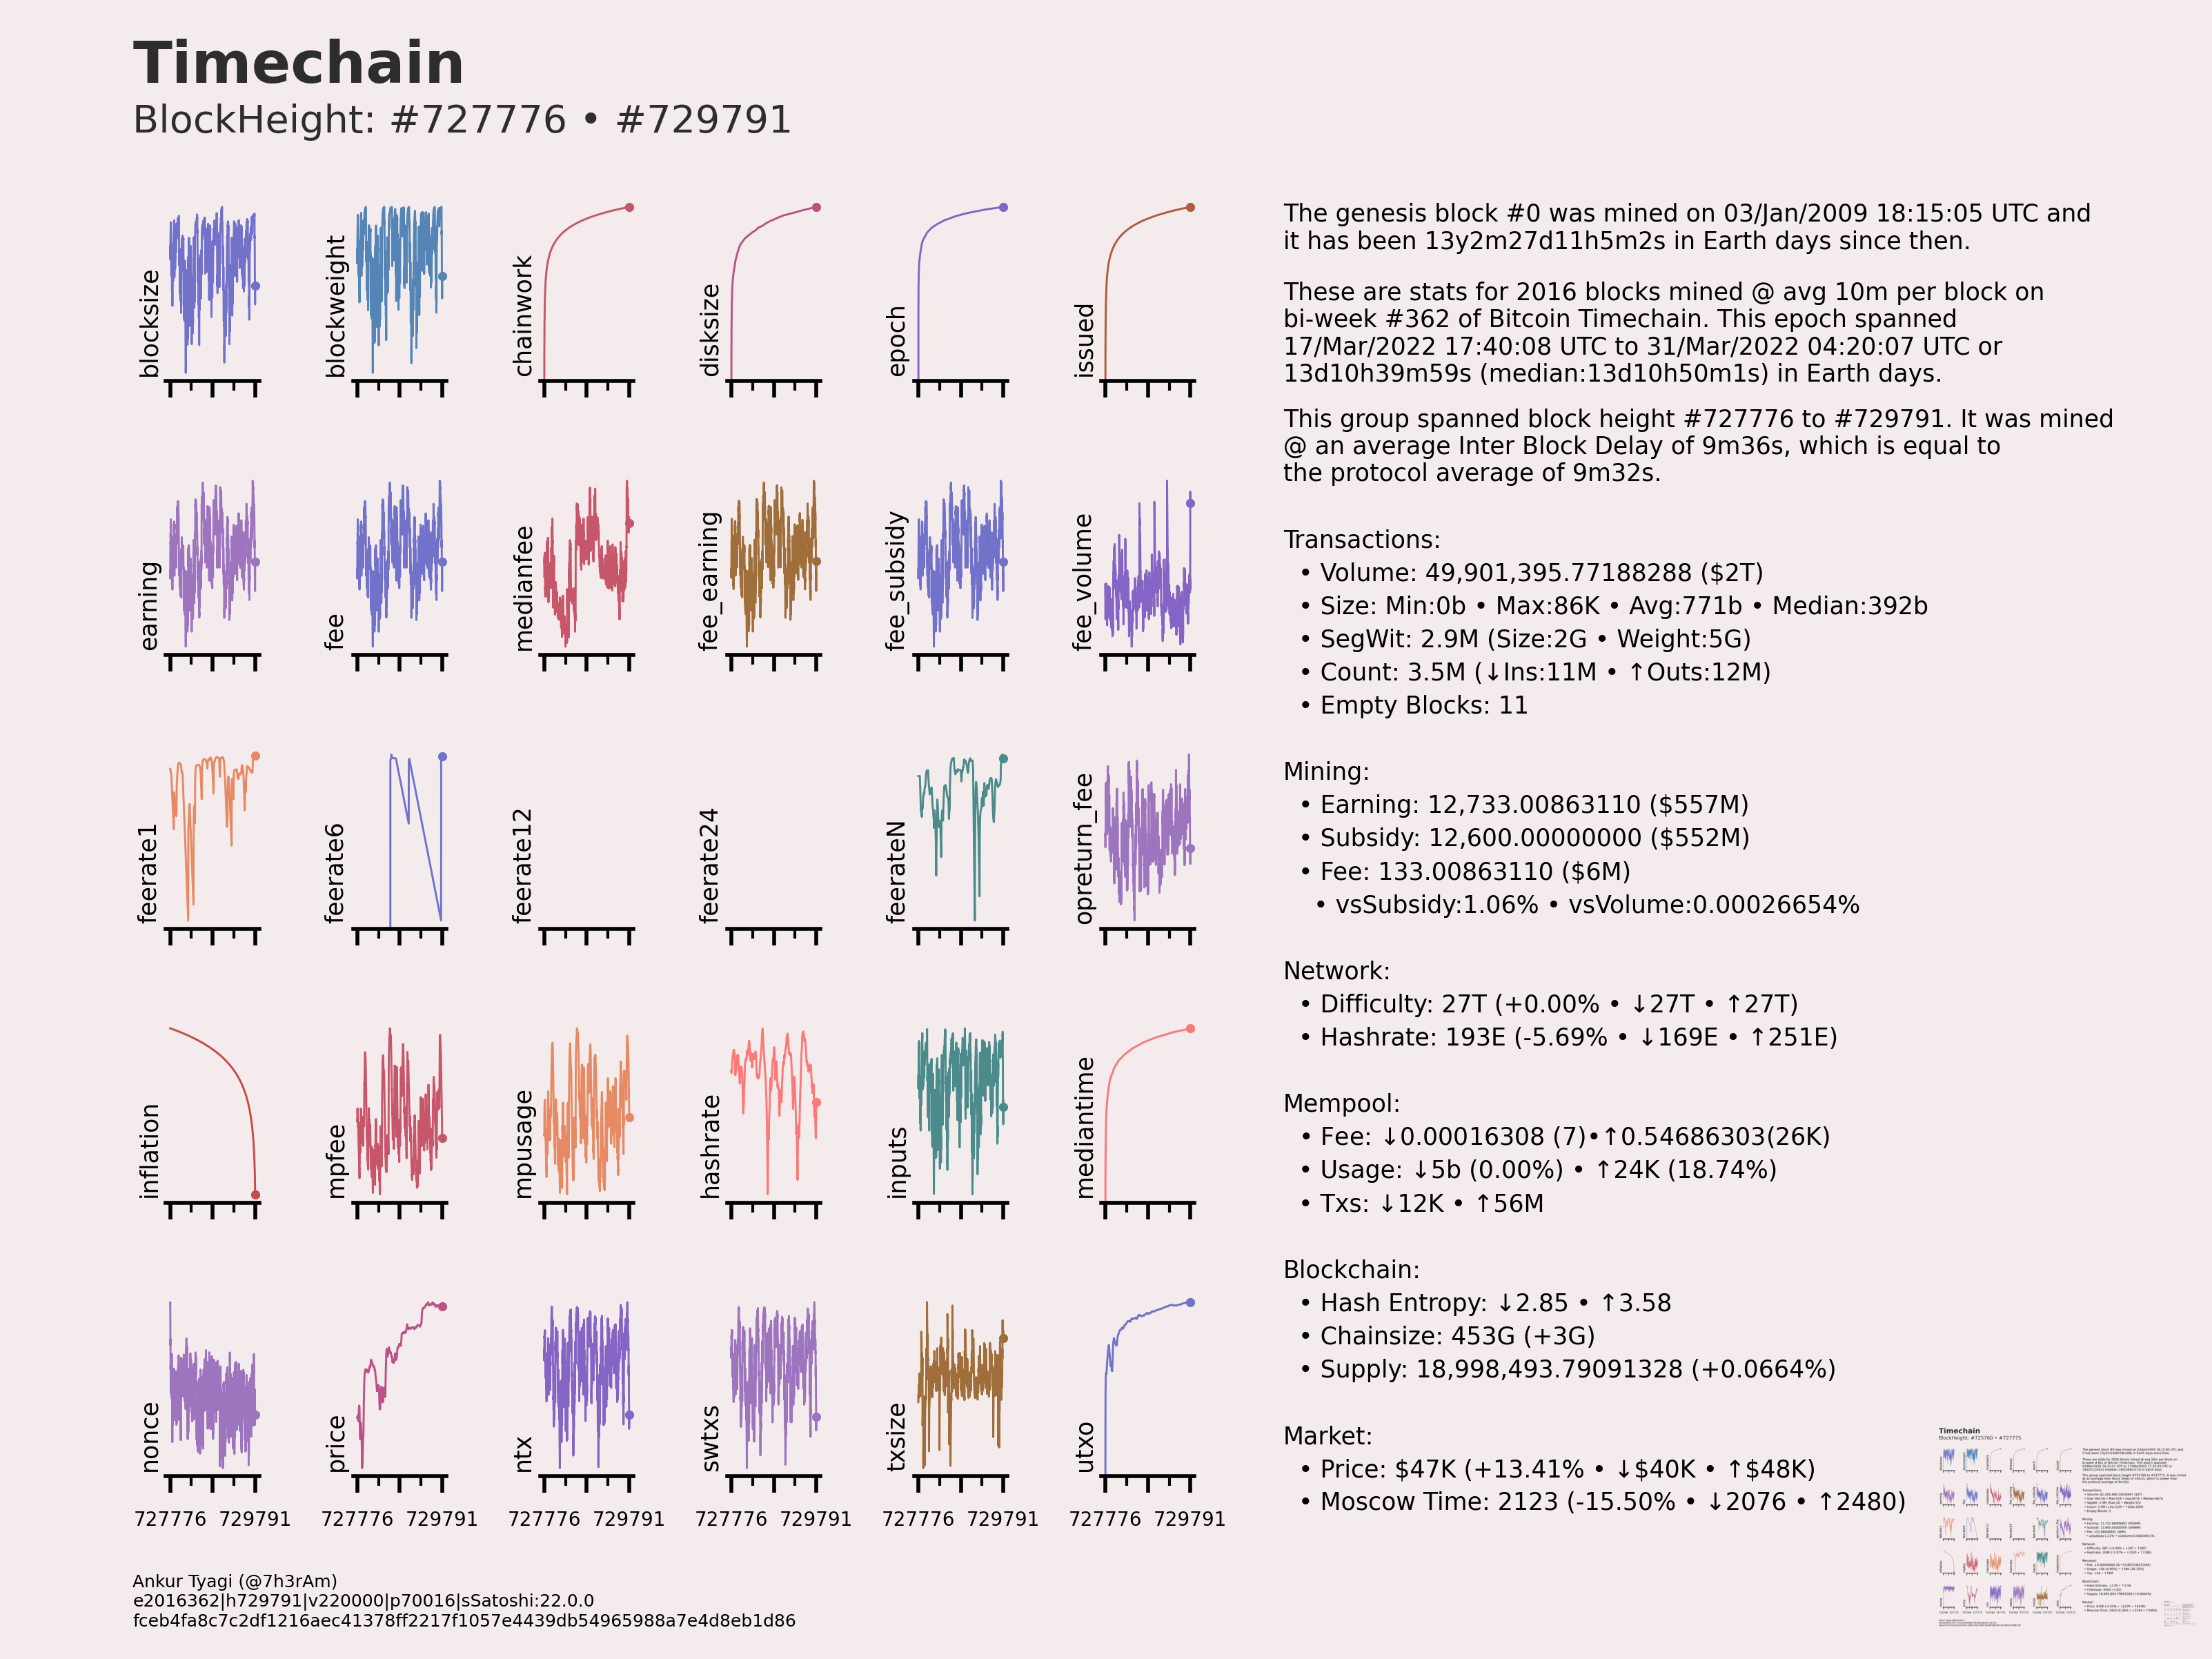 Timechain
BlockHeight: #727776 • #729791
blocksize
blockweight
chainwork
disksize
epoch
issued
earning
fee
medianfee
fee_earning
fee_subsidy
fee_volume
feerate1
feerate6
feerate12
feerate24
feerateN
opreturn_fee
inflation
mpfee
mpusage
hashrate
inputs
mediantime
nonce
price
ntx
swtxs
txsize
utxo
727776 729791 727776 729791 727776 729791 727776 729791 727776 729791 727776 729791
The genesis block #0 was mined on 03/Jan/2009 18:15:05 UTC and
it has been 13y2m27d11h5m2s in Earth days since then.
These are stats for 2016 blocks mined @ avg 10m per block on
bi-week #362 of Bitcoin Timechain. This epoch spanned
17/Mar/2022 17:40:08 UTC to 31/Mar/2022 04:20:07 UTC or
13d10h39m59s (median:13d10h50m1s) in Earth days.
This group spanned block height #727776 to #729791. It was mined
@ an average Inter Block Delay of 9m36s, which is equal to
the protocol average of 9m32s.
Transactions:
• Volume: 49,901,395.77188288 ($2T)
• Size: Min:0b • Max:86K • Avg:771b • Median:392b
• SegWit: 2.9M (Size:2G • Weight:5G)
• Count: 3.5M (↓Ins:11M • ↑Outs:12M)
• Empty Blocks: 11
Mining:
• Earning: 12,733.00863110 ($557M)
• Subsidy: 12,600.00000000 ($552M)
• Fee: 133.00863110 ($6M)
• vsSubsidy:1.06% • vsVolume:0.00026654%
Network:
• Difficulty: 27T (+0.00% • ↓27T • ↑27T)
• Hashrate: 193E (-5.69% • ↓169E • ↑251E)
Mempool:
• Fee: ↓0.00016308 (7)•↑0.54686303(26K)
• Usage: ↓5b (0.00%) • ↑24K (18.74%)
• Txs: ↓12K • ↑56M
Blockchain:
• Hash Entropy: ↓2.85 • ↑3.58
• Chainsize: 453G (+3G)
• Supply: 18,998,493.79091328 (+0.0664%)
Market:
• Price: $47K (+13.41% • ↓$40K • ↑$48K)
• Moscow Time: 2123 (-15.50% • ↓2076 • ↑2480)
Ankur Tyagi (@7h3rAm)
e2016362|h729791|v220000|p70016|sSatoshi:22.0.0
fceb4fa8c7c2df1216aec41378ff2217f1057e4439db54965988a7e4d8eb1d86
Timechain
BlockHeight: #725760 • #727775